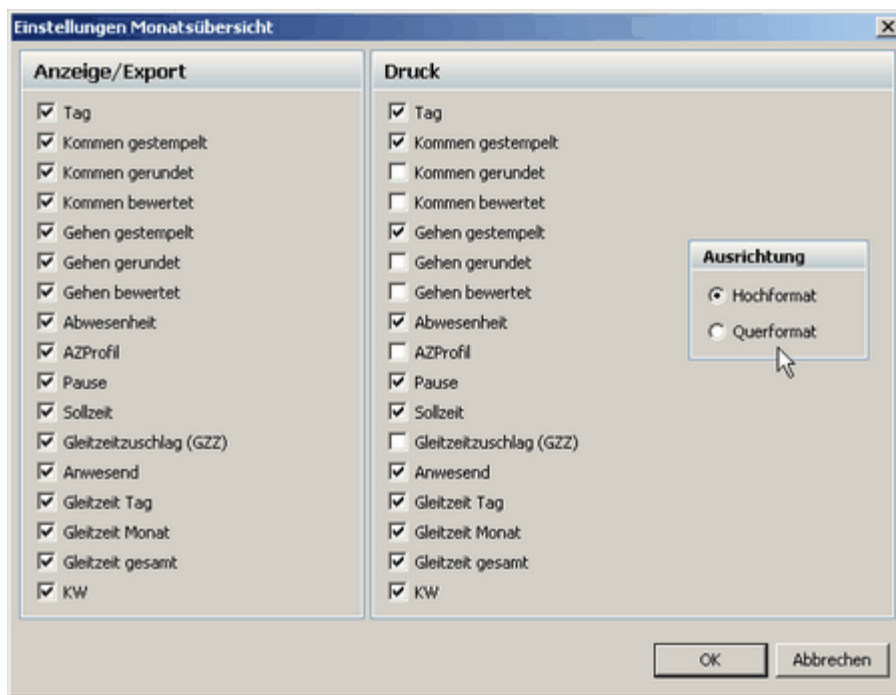 Einstellungen Monatsübersicht
Anzeige/Export
Tag
Kommen gestempelt
Kommen gerundet
Kommen bewertet
Gehen gestempelt
Gehen gerundet
Gehen bewertet
Abwesenheit
AZProfil
Pause
Sollzeit
Gleitzeitzuschlag (GZZ)
Anwesend
Gleitzeit Tag
Gleitzeit Monat
Gleitzeit gesamt
KW
Druck
Tag
Kommen gestempelt
Kommen gerundet
Kommen bewertet
Gehen gestempelt
Gehen gerundet
Gehen bewertet
Abwesenheit
AZProfil
Pause
Sollzeit
Gleitzeitzuschlag (GZZ)
Anwesend
Gleitzeit Tag
Gleitzeit Monat
Gleitzeit gesamt
KW
Ausrichtung
Hochformat
Querformat
OK
Abbrechen